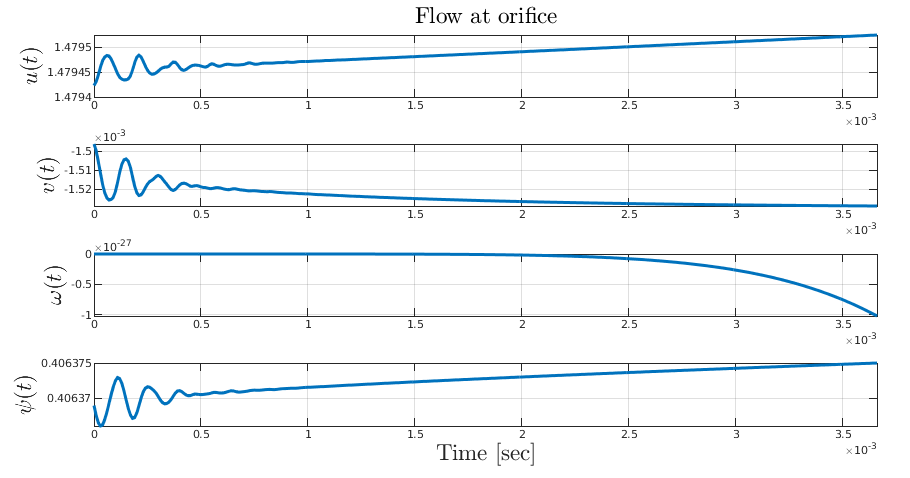 Flow at orifice
u(t)
1.4795
1.47945
1.4794
0 0.5 1 1.5 2 2.5 3 3.5
×10-3
×10-3
v(t)
-1.5
-1.51
-1.52
0 0.5 1 1.5 2 2.5 3 3.5
×10-3
×10-27
ω(t)
0
-0.5
-1
0 0.5 1 1.5 2 2.5 3 3.5
×10-3
ψ(t)
0.406375
0.40637
0 0.5 1 1.5 2 2.5 3 3.5
×10-3
Time [sec]